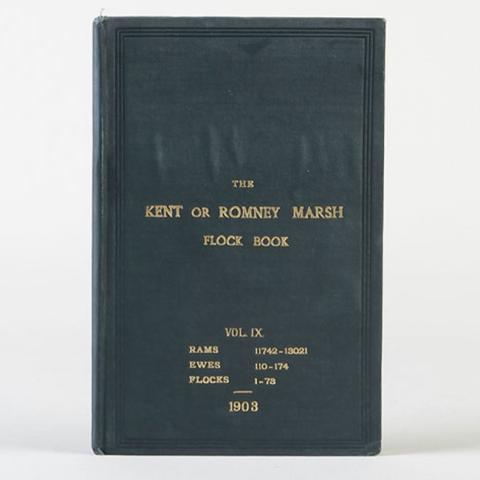 THE
KENT OR ROMNEY MARSH
FLOCK BOOK
VOL. IX.
RAMS 11742-13021
EWES 110-174
FLOCKS 1-73
1903